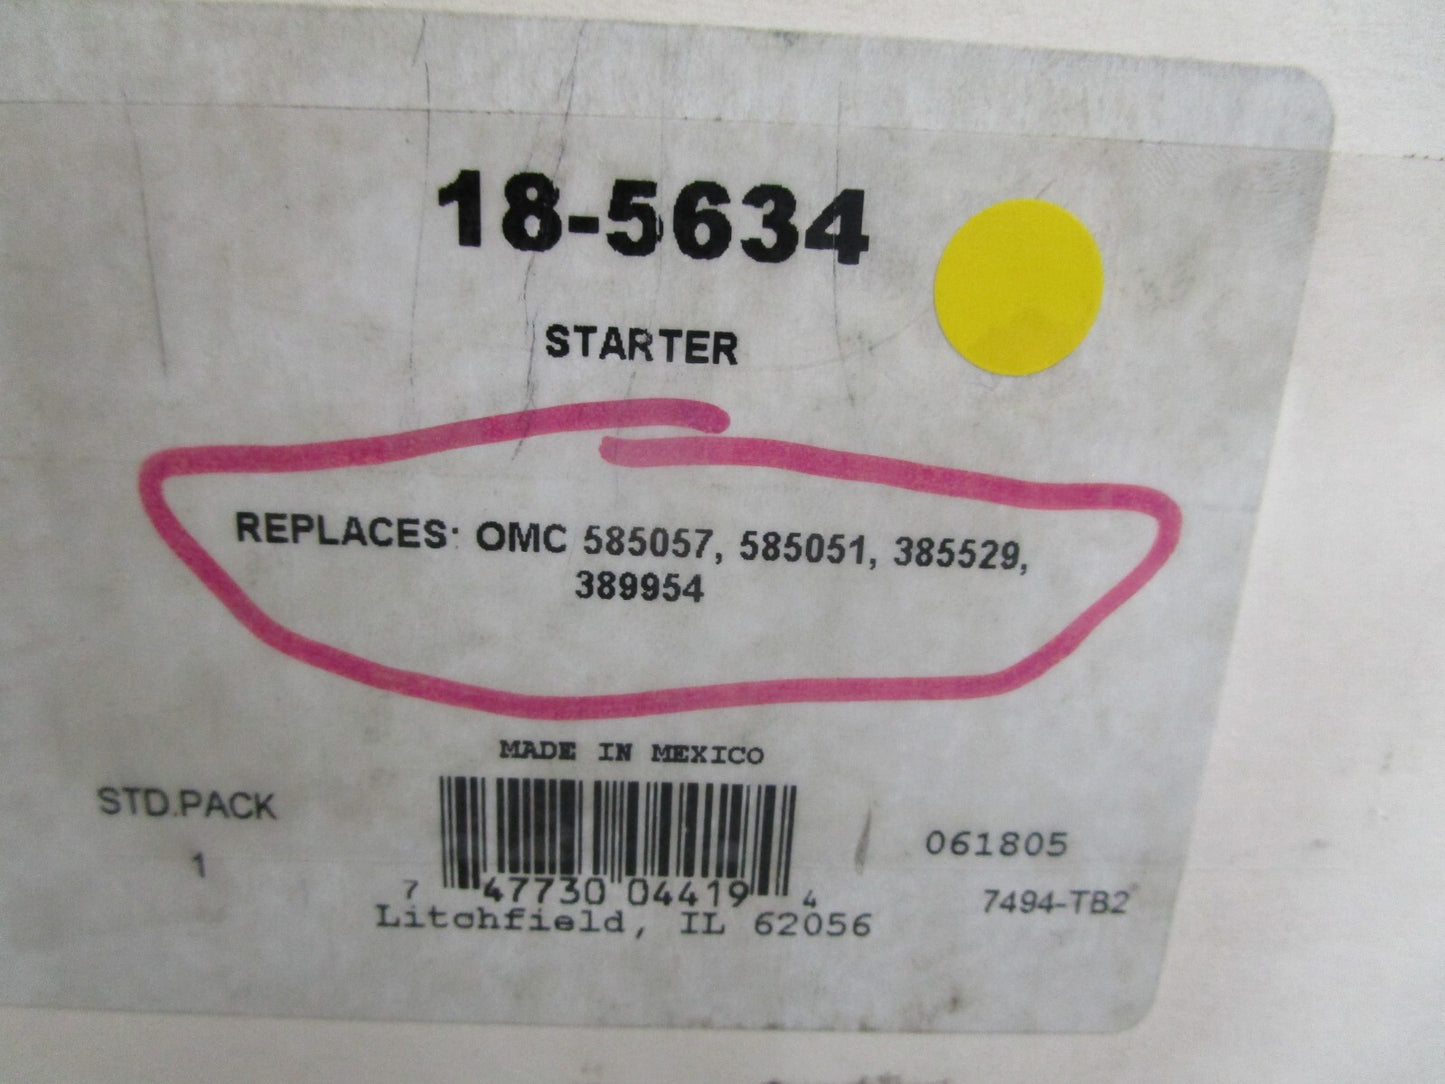 18-5634
STARTER
REPLACES: OMC 585057, 585051, 385529,
389954
MADE IN MEXICO
STD.PACK
1
7 47730 04419 4
Litchfield, IL 62056
061805
7494-TB2